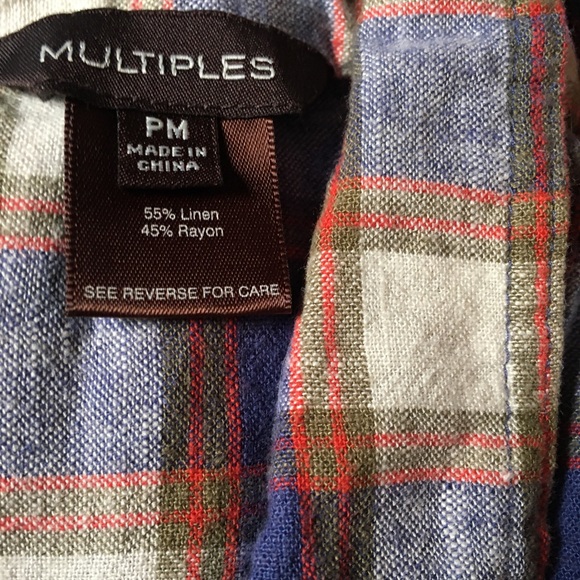 MULTIPLES
PM
MADE IN
CHINA
55% Linen
45% Rayon
SEE REVERSE FOR CARE